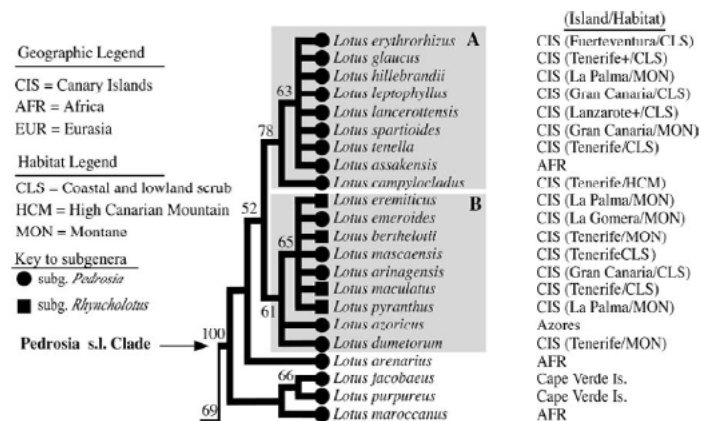 (Island/Habitat)
Geographic Legend
CIS = Canary Islands
AFR = Africa
EUR = Eurasia
Habitat Legend
CLS = Coastal and lowland scrub
HCM = High Canarian Mountain
MON = Montane
Key to subgenera
subg. Pedrosia
subg. Rhyncholotus
Pedrosia s.l. Clade
A
B
63
78
52
65
61
100
66
69
Lotus erythrorhizus CIS (Fuerteventura/CLS)
Lotus glaucus CIS (Tenerife+/CLS)
Lotus hillebrandii CIS (La Palma/MON)
Lotus leptophyllus CIS (Gran Canaria/CLS)
Lotus lancerottensis CIS (Lanzarote+/CLS)
Lotus spartioides CIS (Gran Canaria/MON)
Lotus tenella CIS (Tenerife/CLS)
Lotus assakensis AFR
Lotus campylocladus CIS (Tenerife/HCM)
Lotus eremiticus CIS (La Palma/MON)
Lotus emeroides CIS (La Gomera/MON)
Lotus berthelotii CIS (Tenerife/MON)
Lotus mascaensis CIS (TenerifeCLS)
Lotus arinagensis CIS (Gran Canaria/CLS)
Lotus maculatus CIS (Tenerife/CLS)
Lotus pyranthus CIS (La Palma/MON)
Lotus azoricus Azores
Lotus dumetorum CIS (Tenerife/MON)
Lotus arenarius AFR
Lotus jacobaeus Cape Verde Is.
Lotus purpureus Cape Verde Is.
Lotus maroccanus AFR